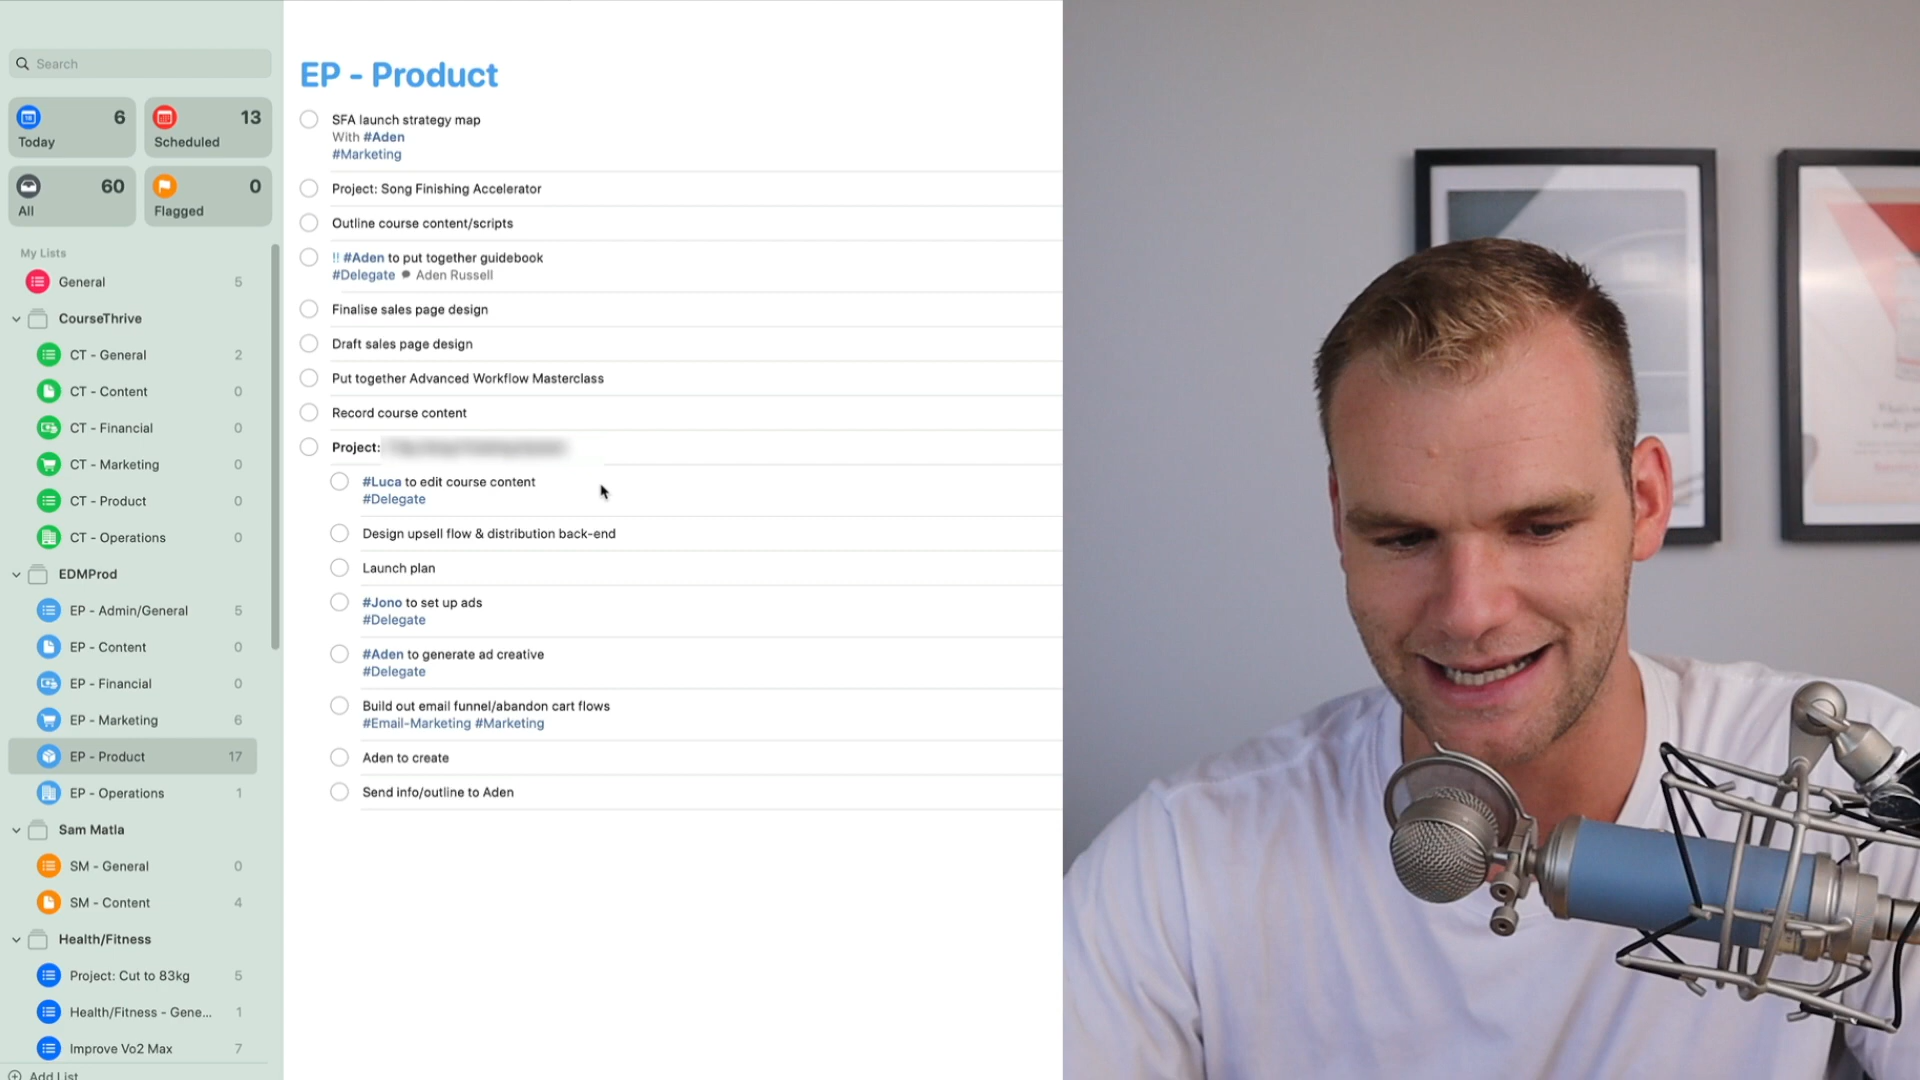 Search
6
Today
13
Scheduled
60
All
0
Flagged
My Lists
General 5
CourseThrive
CT - General 2
CT - Content 0
CT - Financial 0
CT - Marketing 0
CT - Product 0
CT - Operations 0
EDMProd
EP - Admin/General 5
EP - Content 0
EP - Financial 0
EP - Marketing 6
EP - Product 17
EP - Operations 1
Sam Matla
SM - General 0
SM - Content 4
Health/Fitness
Project: Cut to 83kg 5
Health/Fitness - Gene... 1
Improve Vo2 Max 7
Add List
EP - Product
SFA launch strategy map
With #Aden
#Marketing
Project: Song Finishing Accelerator
Outline course content/scripts
!! #Aden to put together guidebook
#Delegate Aden Russell
Finalise sales page design
Draft sales page design
Put together Advanced Workflow Masterclass
Record course content
Project:
#Luca to edit course content
#Delegate
Design upsell flow & distribution back-end
Launch plan
#Jono to set up ads
#Delegate
#Aden to generate ad creative
#Delegate
Build out email funnel/abandon cart flows
#Email-Marketing #Marketing
Aden to create
Send info/outline to Aden